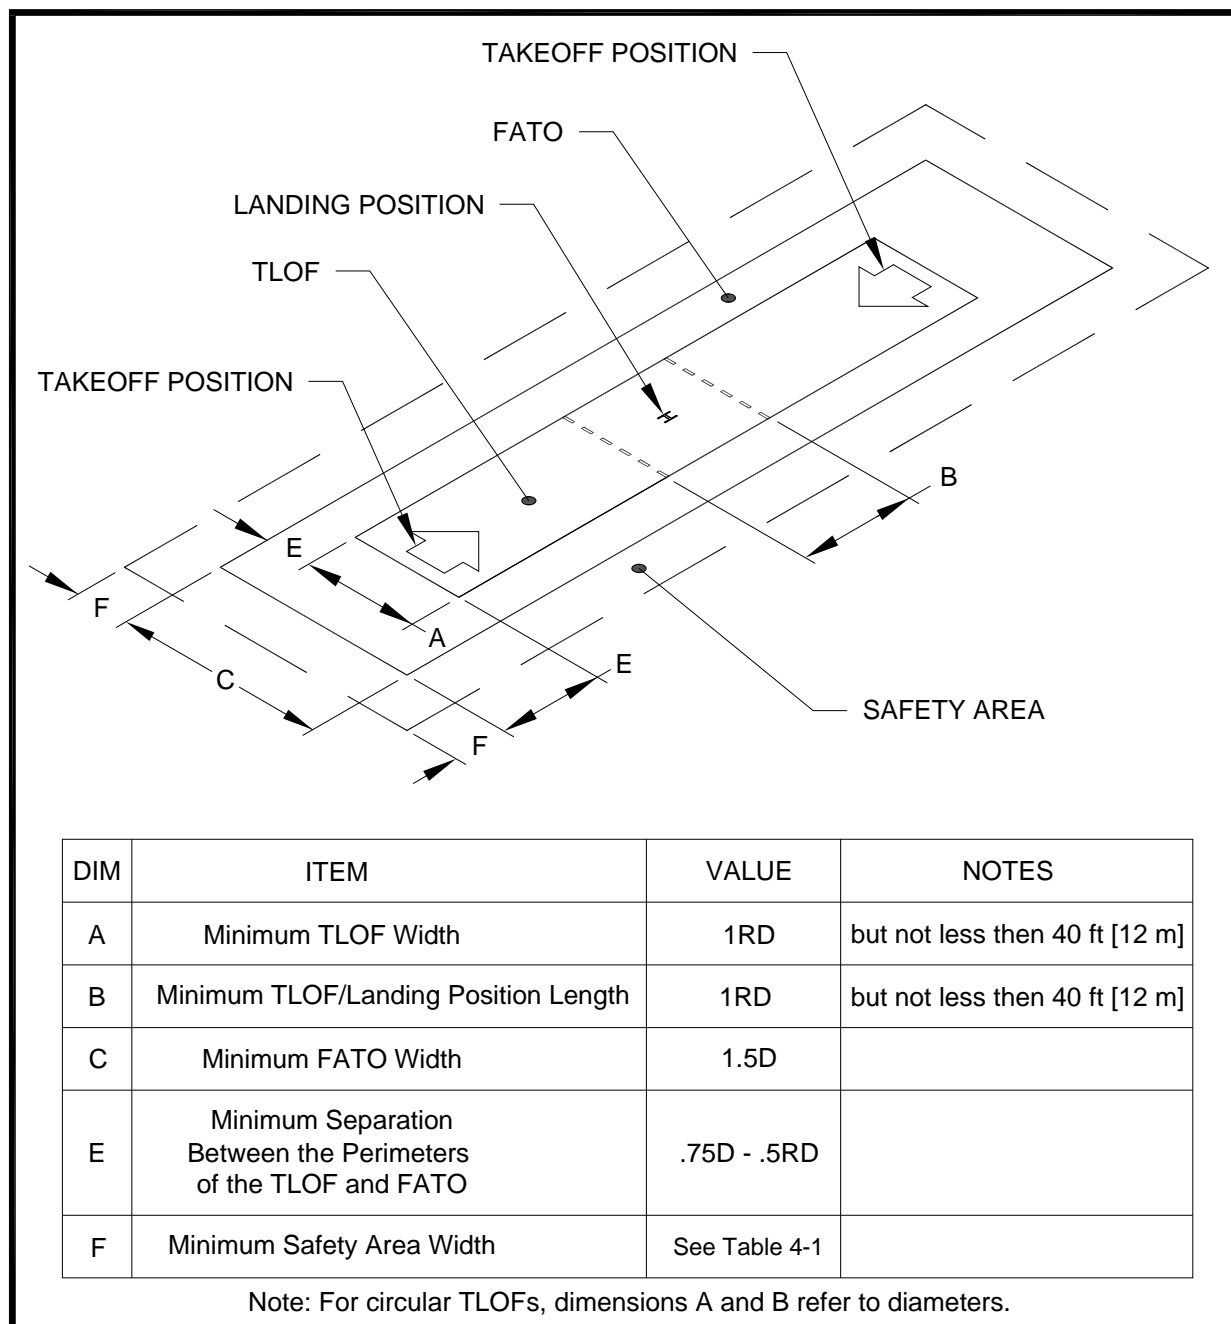 TAKEOFF POSITION
FATO
LANDING POSITION
TLOF
TAKEOFF POSITION
H
B
E
F
A
C
E
F
SAFETY AREA
DIM ITEM VALUE NOTES
A Minimum TLOF Width 1RD but not less then 40 ft [12 m]
B Minimum TLOF/Landing Position Length 1RD but not less then 40 ft [12 m]
C Minimum FATO Width 1.5D
Minimum Separation
E Between the Perimeters .75D - .5RD
of the TLOF and FATO
F Minimum Safety Area Width See Table 4-1
Note: For circular TLOFs, dimensions A and B refer to diameters.